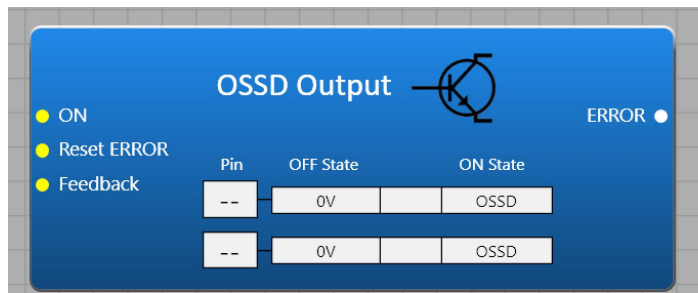 OSSD Output
ON
ERROR
Reset ERROR
Feedback
Pin OFF State ON State
-- 0V OSSD
-- 0V OSSD